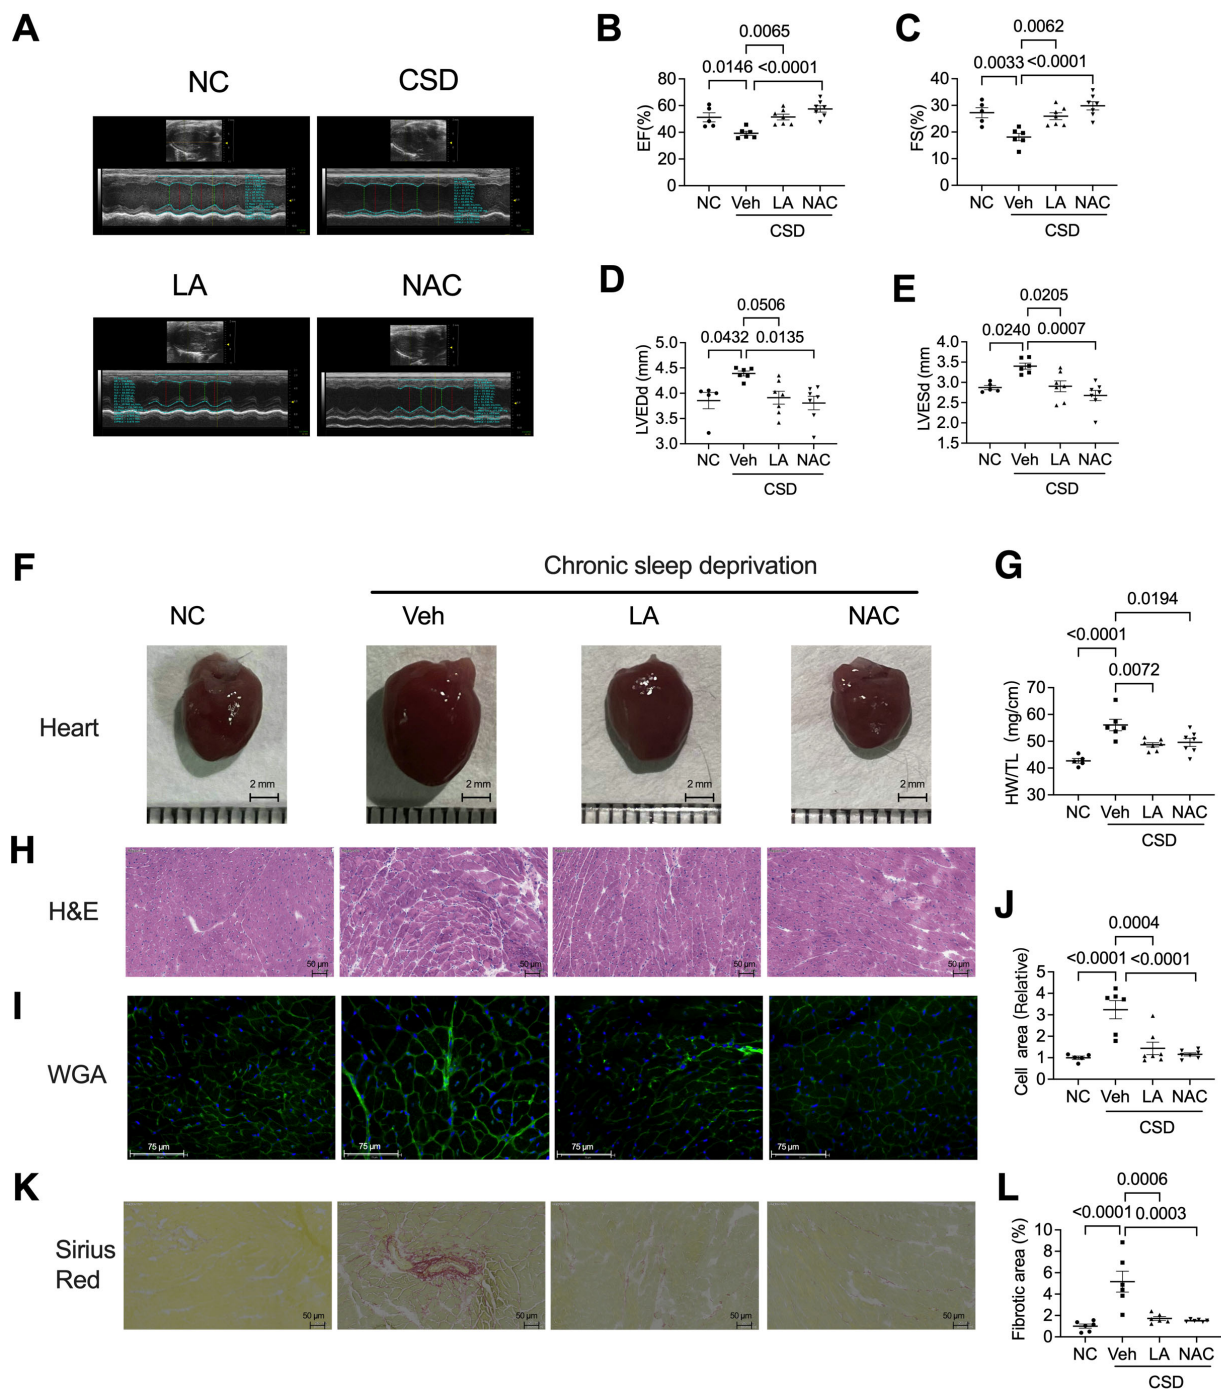 A
NC
CSD
LA
NAC
B
0.0065
0.0146
<0.0001
EF(%)
80
60
40
20
0
NC
Veh
LA
NAC
CSD
C
0.0062
0.0033
<0.0001
FS(%)
40
30
20
10
0
NC
Veh
LA
NAC
CSD
D
0.0506
0.0432
0.0135
LVEDd (mm)
5.0
4.5
4.0
3.5
3.0
NC
Veh
LA
NAC
CSD
E
0.0205
0.0240
0.0007
LVESd (mm)
4.0
3.5
3.0
2.5
2.0
1.5
NC
Veh
LA
NAC
CSD
F
Chronic sleep deprivation
NC
Veh
LA
NAC
Heart
2 mm
2 mm
2 mm
2 mm
G
0.0194
<0.0001
0.0072
HW/TL (mg/cm)
70
60
50
40
30
NC
Veh
LA
NAC
CSD
H
H&E
50 µm
50 µm
50 µm
50 µm
I
WGA
75 µm
75 µm
75 µm
75 µm
J
0.0004
<0.0001
<0.0001
Cell area (Relative)
5
4
3
2
1
0
NC
Veh
LA
NAC
CSD
K
Sirius
Red
50 µm
50 µm
50 µm
50 µm
L
0.0006
<0.0001
0.0003
Fibrotic area (%)
10
8
6
4
2
0
NC
Veh
LA
NAC
CSD